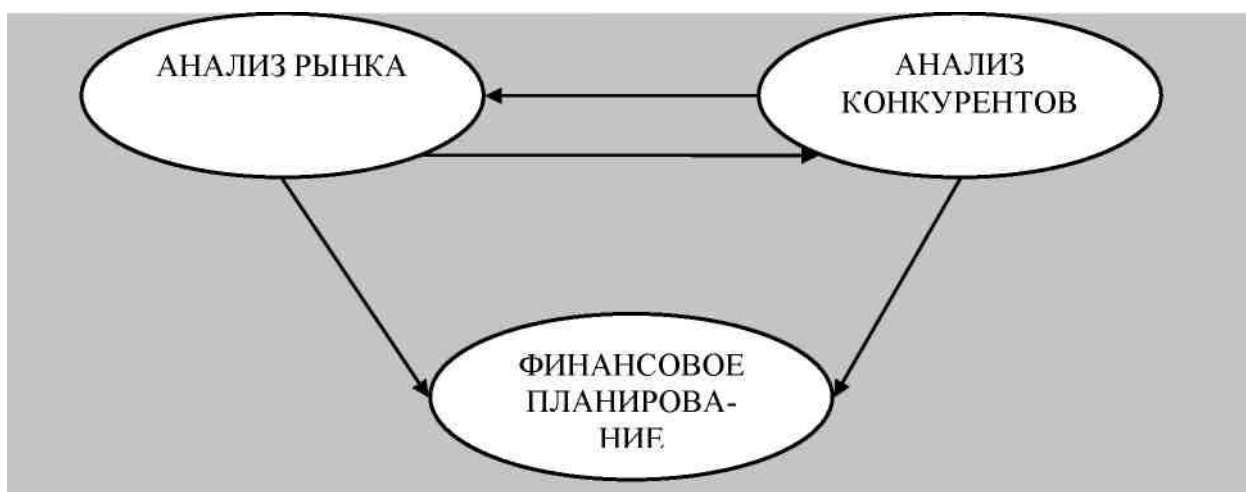 АНАЛИЗ РЫНКА
АНАЛИЗ
КОНКУРЕНТОВ
ФИНАНСОВОЕ
ПЛАНИРОВА-
НИЕ